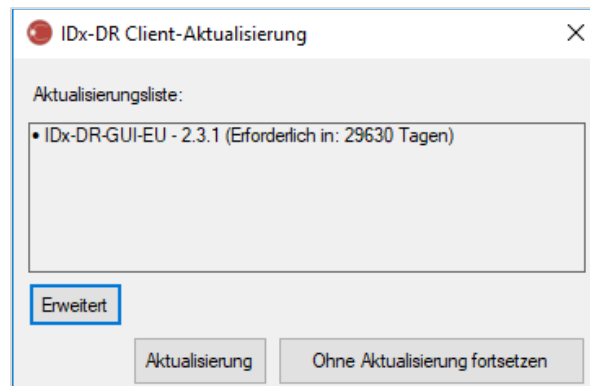 IDx-DR Client-Aktualisierung
Aktualisierungsliste:
• IDx-DR-GUI-EU - 2.3.1 (Erforderlich in: 29630 Tagen)
Erweitert
Aktualisierung Ohne Aktualisierung fortsetzen